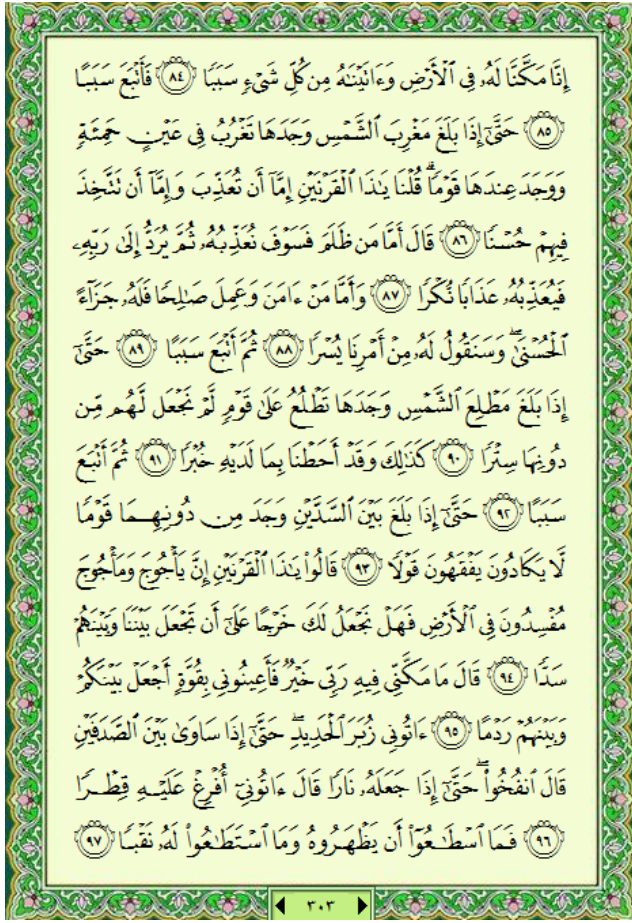 إِنَّا مَكَّنَّا لَهُۥ فِى ٱلْأَرْضِ وَءَاتَيْنَٰهُ مِن كُلِّ شَىْءٍ سَبَبًا ٨٤ فَأَتْبَعَ سَبَبًا
٨٥ حَتَّىٰٓ إِذَا بَلَغَ مَغْرِبَ ٱلشَّمْسِ وَجَدَهَا تَغْرُبُ فِى عَيْنٍ حَمِئَةٍ
وَوَجَدَ عِندَهَا قَوْمًا ۗ قُلْنَا يَٰذَا ٱلْقَرْنَيْنِ إِمَّآ أَن تُعَذِّبَ وَإِمَّآ أَن تَتَّخِذَ
فِيهِمْ حُسْنًا ٨٦ قَالَ أَمَّا مَن ظَلَمَ فَسَوْفَ نُعَذِّبُهُۥ ثُمَّ يُرَدُّ إِلَىٰ رَبِّهِۦ
فَيُعَذِّبُهُۥ عَذَابًا نُّكْرًا ٨٧ وَأَمَّا مَنْ ءَامَنَ وَعَمِلَ صَٰلِحًا فَلَهُۥ جَزَآءً
ٱلْحُسْنَىٰ ۖ وَسَنَقُولُ لَهُۥ مِنْ أَمْرِنَا يُسْرًا ٨٨ ثُمَّ أَتْبَعَ سَبَبًا ٨٩ حَتَّىٰٓ
إِذَا بَلَغَ مَطْلِعَ ٱلشَّمْسِ وَجَدَهَا تَطْلُعُ عَلَىٰ قَوْمٍ لَّمْ نَجْعَل لَّهُم مِّن
دُونِهَا سِتْرًا ٩٠ كَذَٰلِكَ وَقَدْ أَحَطْنَا بِمَا لَدَيْهِ خُبْرًا ٩١ ثُمَّ أَتْبَعَ
سَبَبًا ٩٢ حَتَّىٰٓ إِذَا بَلَغَ بَيْنَ ٱلسَّدَّيْنِ وَجَدَ مِن دُونِهِمَا قَوْمًا
لَّا يَكَادُونَ يَفْقَهُونَ قَوْلًا ٩٣ قَالُوا۟ يَٰذَا ٱلْقَرْنَيْنِ إِنَّ يَأْجُوجَ وَمَأْجُوجَ
مُفْسِدُونَ فِى ٱلْأَرْضِ فَهَلْ نَجْعَلُ لَكَ خَرْجًا عَلَىٰٓ أَن تَجْعَلَ بَيْنَنَا وَبَيْنَهُمْ
سَدًّا ٩٤ قَالَ مَا مَكَّنِّى فِيهِ رَبِّى خَيْرٌ فَأَعِينُونِى بِقُوَّةٍ أَجْعَلْ بَيْنَكُمْ
وَبَيْنَهُمْ رَدْمًا ٩٥ ءَاتُونِى زُبَرَ ٱلْحَدِيدِ ۖ حَتَّىٰٓ إِذَا سَاوَىٰ بَيْنَ ٱلصَّدَفَيْنِ
قَالَ ٱنفُخُوا۟ ۖ حَتَّىٰٓ إِذَا جَعَلَهُۥ نَارًا قَالَ ءَاتُونِىٓ أُفْرِغْ عَلَيْهِ قِطْرًا
٩٦ فَمَا ٱسْطَٰعُوٓا۟ أَن يَظْهَرُوهُ وَمَا ٱسْتَطَٰعُوا۟ لَهُۥ نَقْبًا ٩٧
٣٠٣